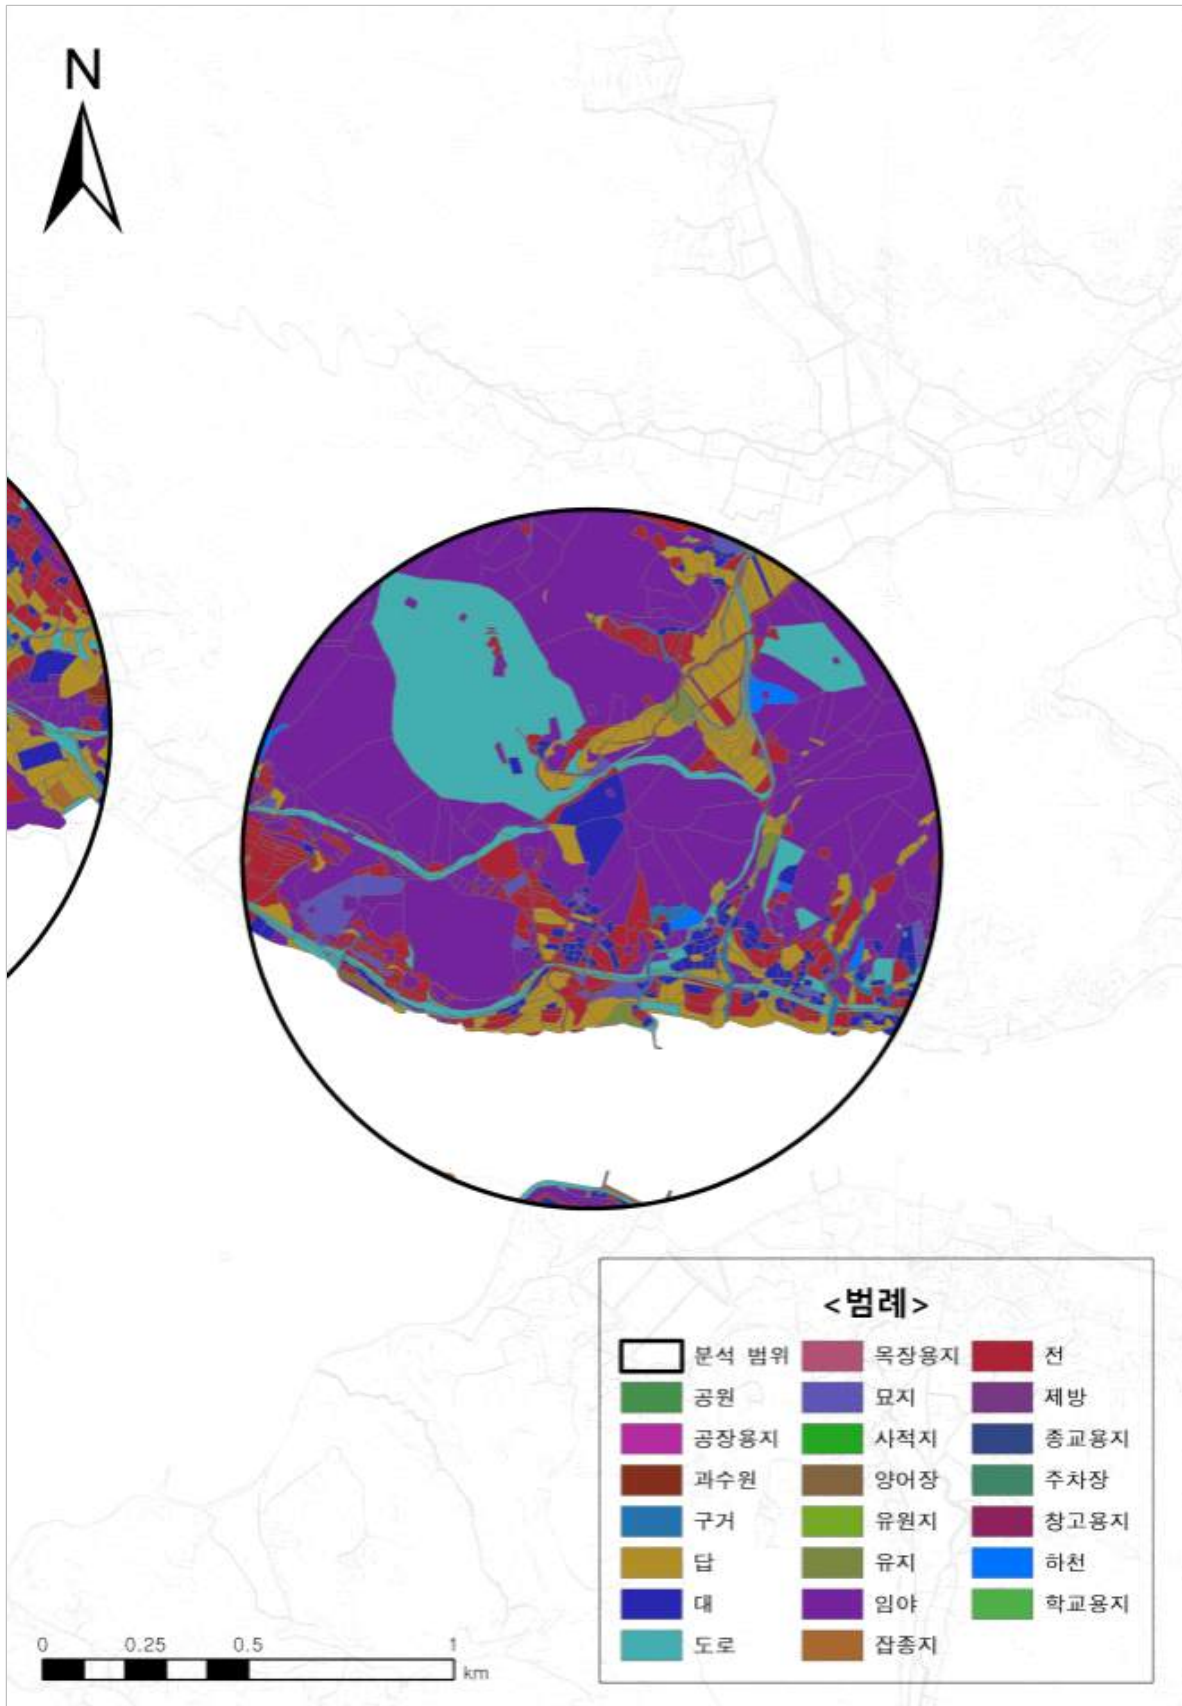 N
<범례>
분석 범위 목장용지 전
공원 묘지 제방
공장용지 사적지 종교용지
과수원 양어장 주차장
구거 유원지 창고용지
답 유지 하천
대 임야 학교용지
도로 잡종지
0 0.25 0.5 1
km